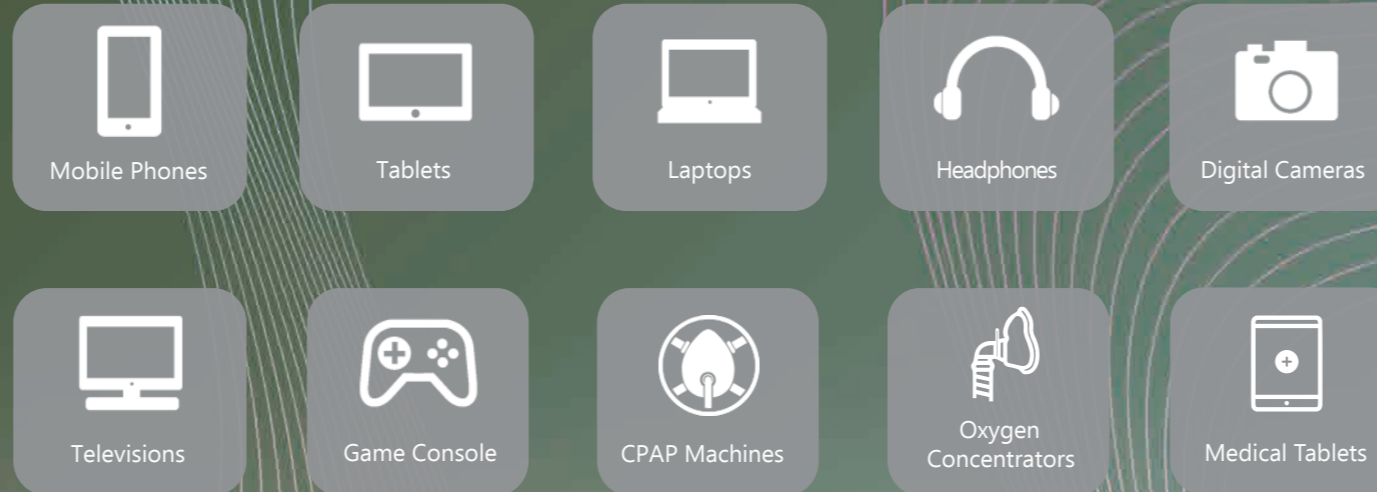 Mobile Phones
Tablets
Laptops
Headphones
Digital Cameras
Televisions
Game Console
CPAP Machines
Oxygen
Concentrators
Medical Tablets